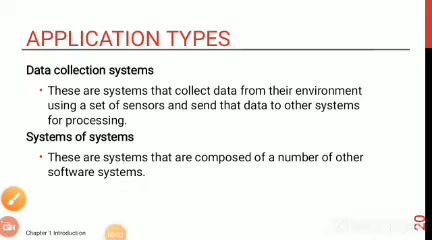 APPLICATION TYPES
Data collection systems
• These are systems that collect data from their environment
using a set of sensors and send that data to other systems
for processing.
Systems of systems
• These are systems that are composed of a number of other
software systems.
Chapter 1 Introduction
20